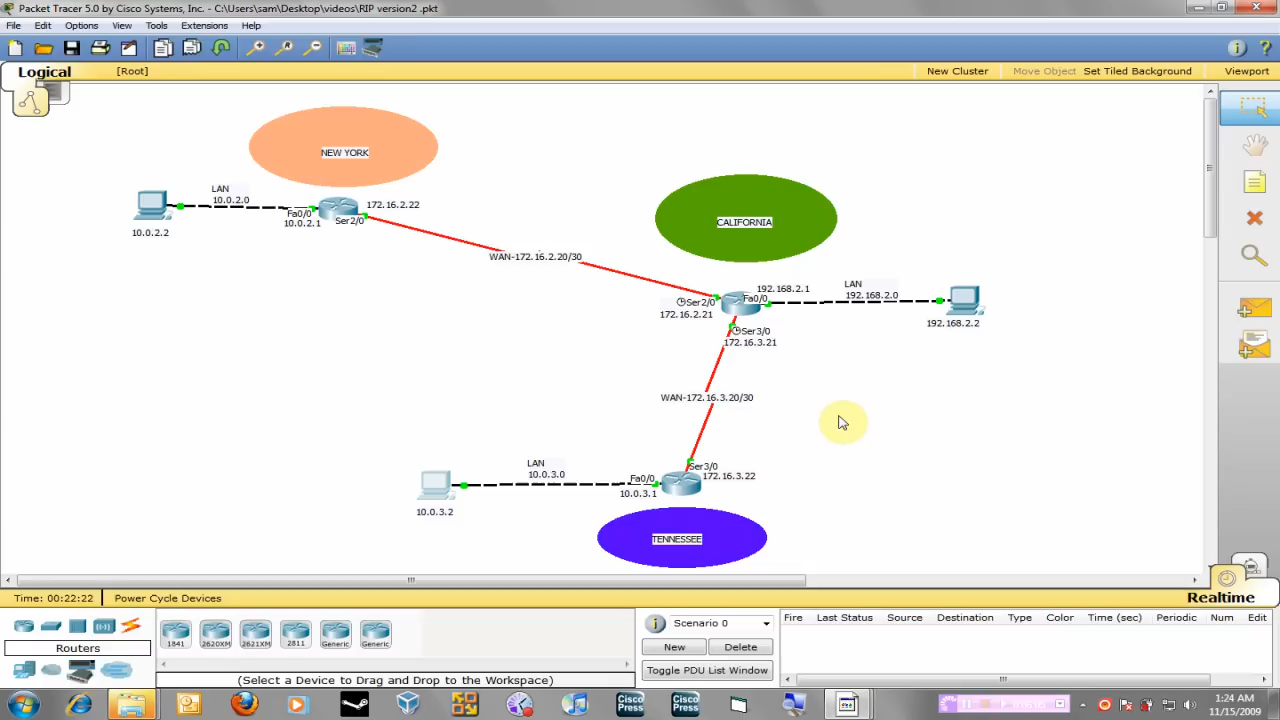 Packet Tracer 5.0 by Cisco Systems, Inc. - C:\Users\sam\Desktop\videos\RIP version2 .pkt
File Edit Options View Tools Extensions Help
Logical [Root] New Cluster Move Object Set Tiled Background Viewport
NEW YORK
LAN
10.0.2.0
Fa0/0
10.0.2.1
Ser2/0
172.16.2.22
10.0.2.2
WAN-172.16.2.20/30
CALIFORNIA
192.168.2.1
LAN
192.168.2.0
Ser2/0
172.16.2.21
Fa0/0
192.168.2.2
Ser3/0
172.16.3.21
WAN-172.16.3.20/30
LAN
10.0.3.0
Fa0/0
10.0.3.1
Ser3/0
172.16.3.22
10.0.3.2
TENNESSEE
Time: 00:22:22 Power Cycle Devices
Realtime
Routers
1841 2620XM 2621XM 2811 Generic Generic
(Select a Device to Drag and Drop to the Workspace)
Scenario 0
New Delete
Toggle PDU List Window
Fire Last Status Source Destination Type Color Time (sec) Periodic Num Edit
Cisco Press
Cisco Press
1:24 AM
11/15/2009